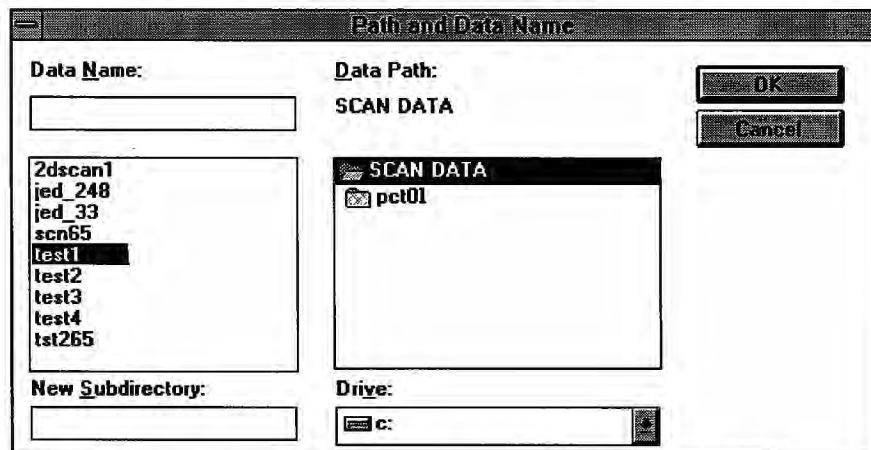 Path and Data Name
Data Name:
Data Path:
SCAN DATA
OK
Cancel
2dscan1
jed_248
jed_33
scn65
test1
test2
test3
test4
tst265
SCAN DATA
pct01
New Subdirectory:
Drive:
c: